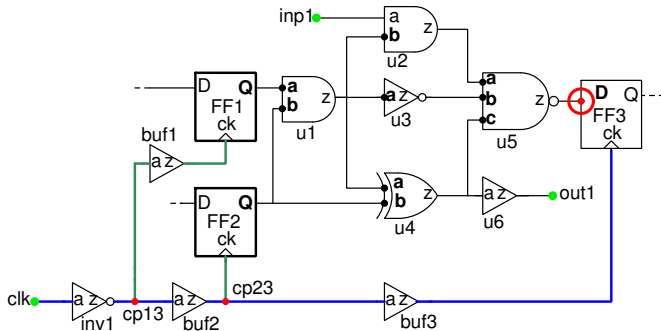 inp1
a
b
z
u2
D
Q
FF1
ck
a
b
z
u1
a z
u3
a
b
c
z
u5
D
Q
FF3
ck
buf1
a z
D
Q
FF2
ck
a
b
z
u4
a z
u6
out1
clk
a z
inv1
cp13
a z
buf2
cp23
a z
buf3